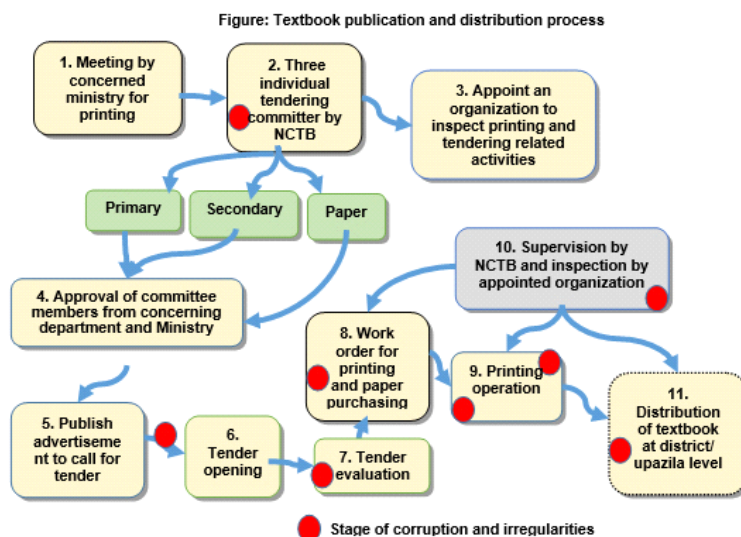 Figure: Textbook publication and distribution process
1. Meeting by
concerned
ministry for
printing
2. Three
individual
tendering
committer by
NCTB
3. Appoint an
organization to
inspect printing and
tendering related
activities
Primary
Secondary
Paper
10. Supervision by
NCTB and inspection by
appointed organization
4. Approval of committee
members from concerning
department and Ministry
8. Work
order for
printing
and paper
purchasing
9. Printing
operation
11.
Distribution
of textbook
at district/
upazila level
5. Publish
advertiseme
nt to call for
tender
6.
Tender
opening
7. Tender
evaluation
Stage of corruption and irregularities